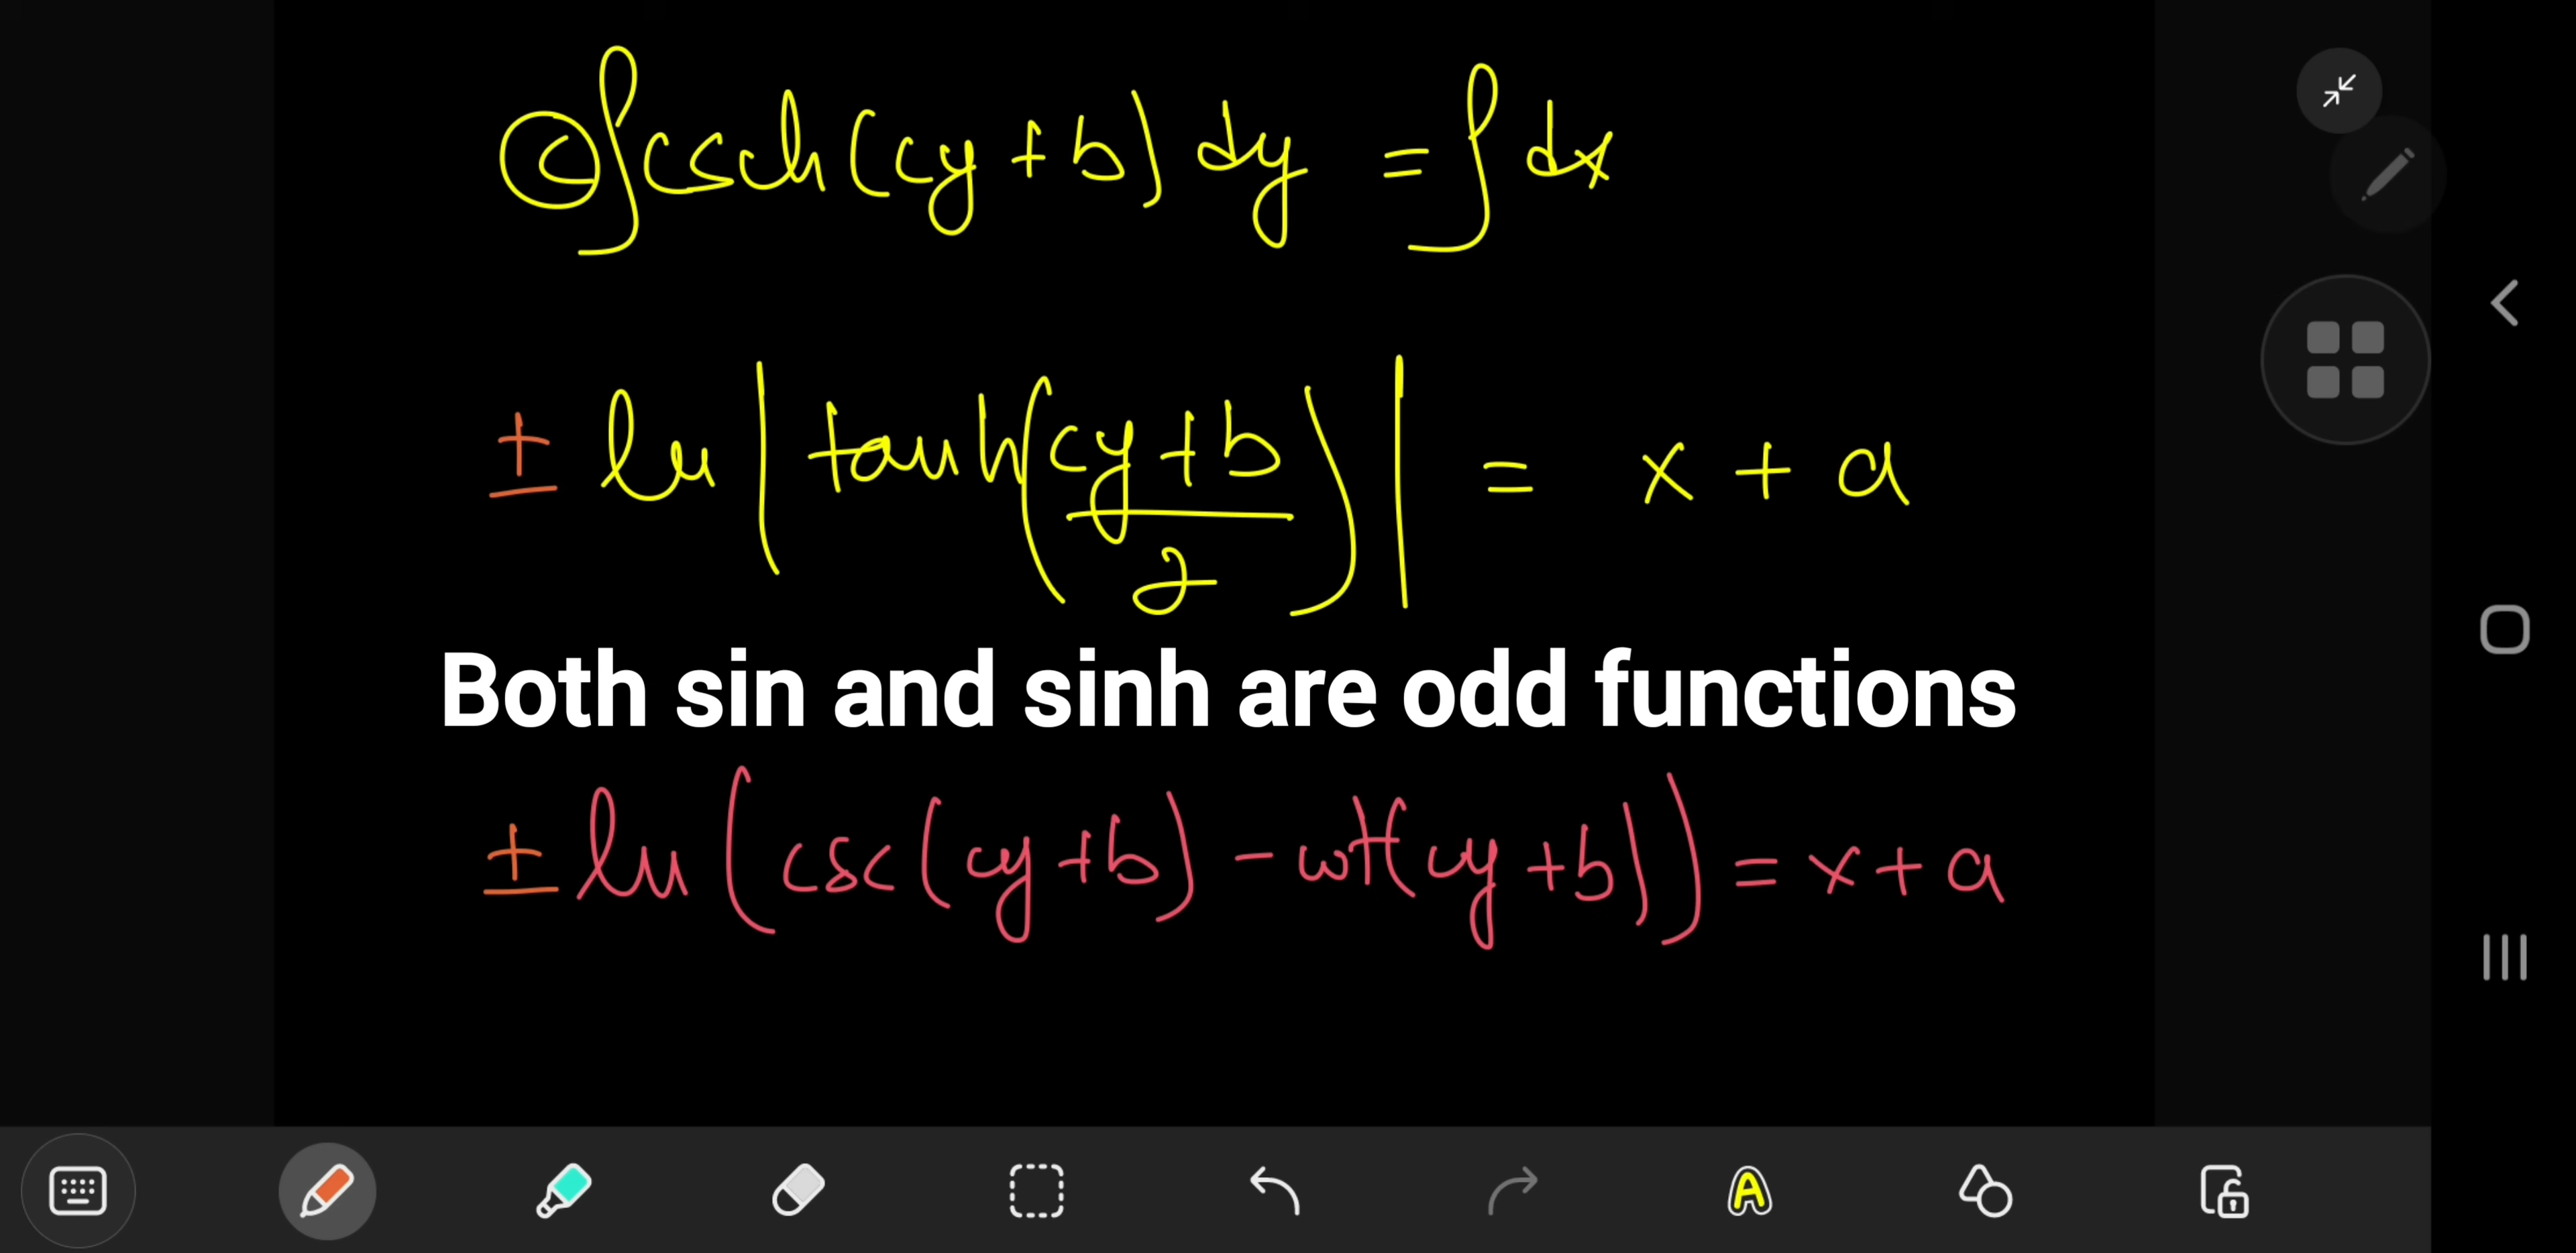 c∫csch(cy+b) dy = ∫dx
± ln|tanh((cy+b)/2)| = x + a
Both sin and sinh are odd functions
± ln(csc(cy+b) - cot(cy+b)) = x + a
A